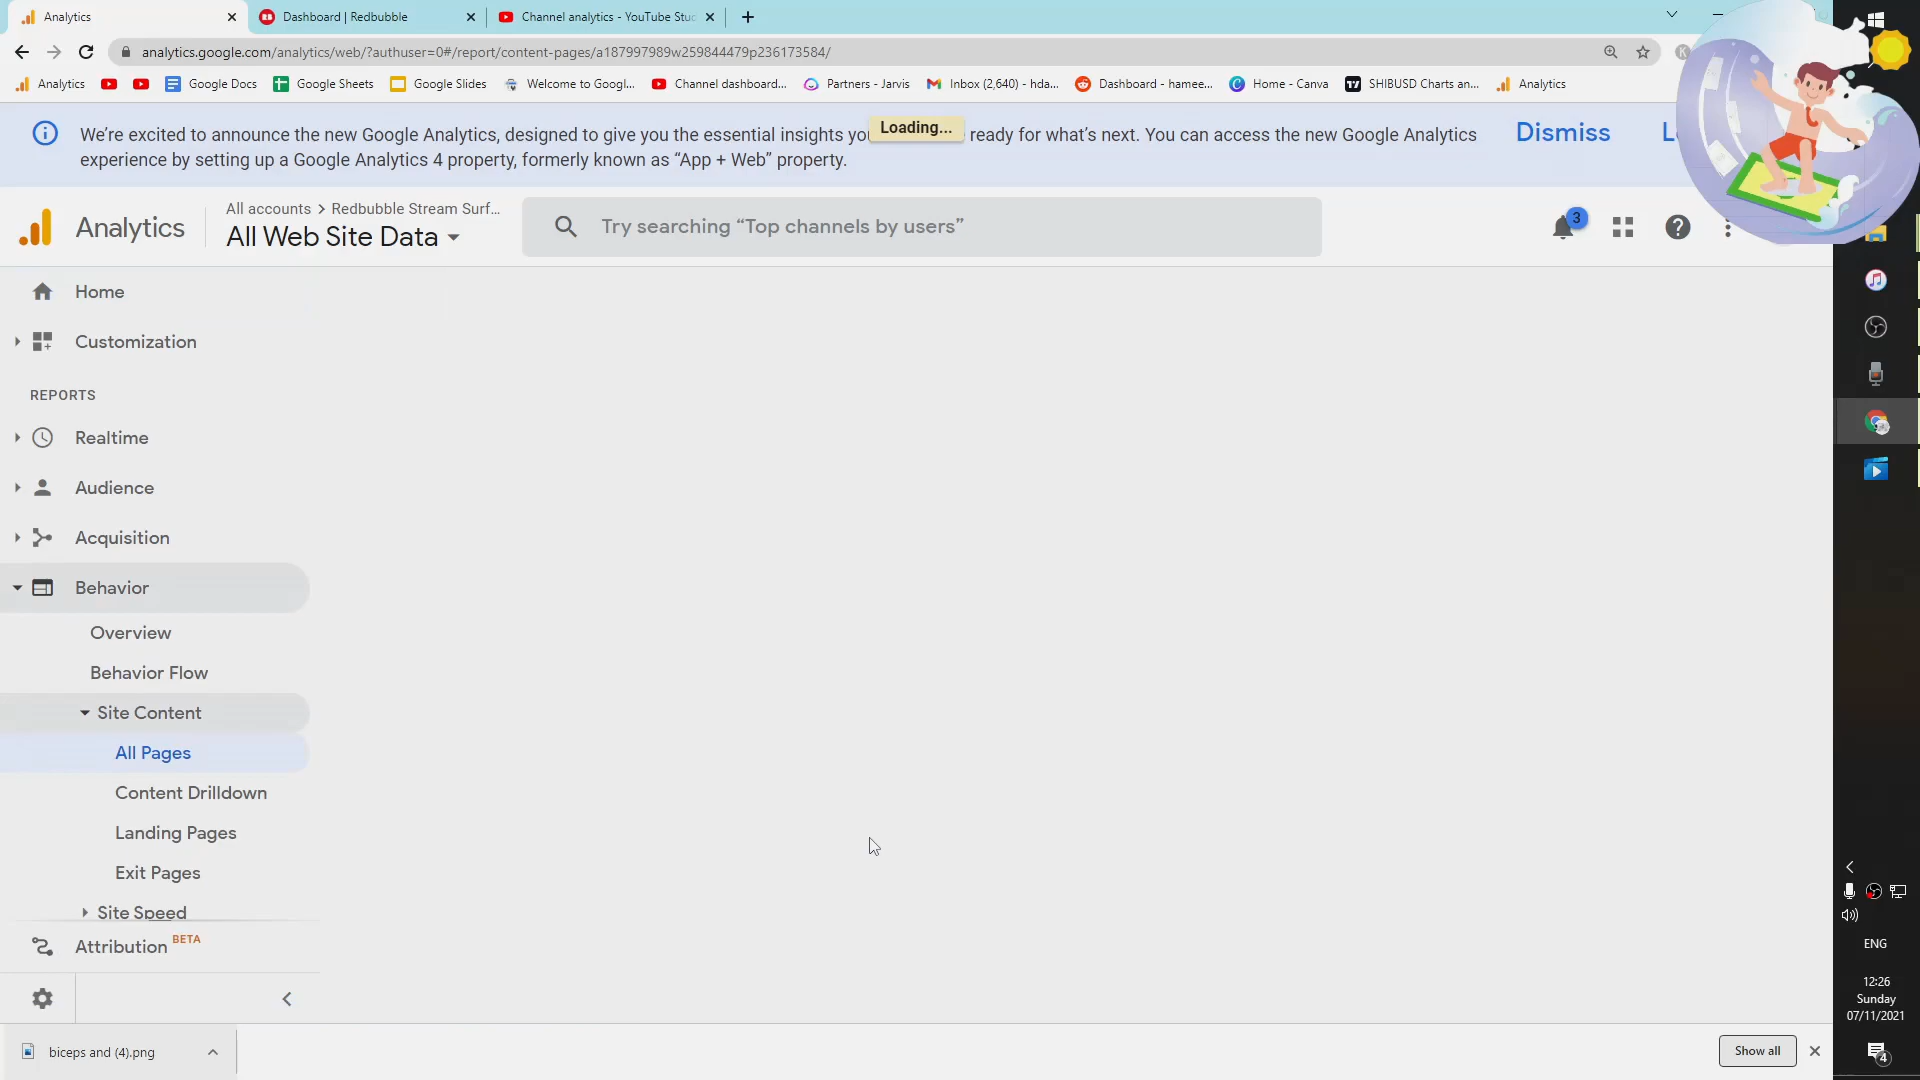 Analytics
Dashboard | Redbubble
Channel analytics - YouTube Stu
analytics.google.com/analytics/web/?authuser=0#/report/content-pages/a187997989w259844479p236173584/
K
Analytics
Google Docs
Google Sheets
Google Slides
Welcome to Googl...
Channel dashboard...
Partners - Jarvis
Inbox (2,640) - hda...
Dashboard - hamee...
Home - Canva
SHIBUSD Charts an...
Analytics
We're excited to announce the new Google Analytics, designed to give you the essential insights yo
Loading...
ready for what's next. You can access the new Google Analytics
experience by setting up a Google Analytics 4 property, formerly known as “App + Web” property.
Dismiss
Analytics
All accounts > Redbubble Stream Surf...
All Web Site Data
Try searching “Top channels by users”
3
Home
Customization
REPORTS
Realtime
Audience
Acquisition
Behavior
Overview
Behavior Flow
Site Content
All Pages
Content Drilldown
Landing Pages
Exit Pages
Site Speed
Attribution BETA
biceps and (4).png
Show all
ENG
12:26
Sunday
07/11/2021
4